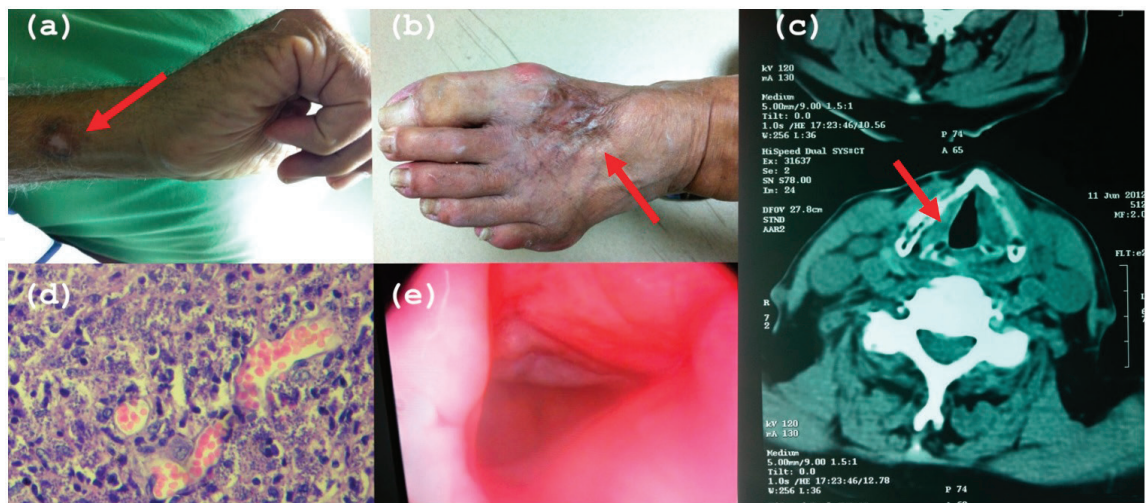 (a)
(b)
(c)
(d)
(e)
kV 120
mA 130
Medium
5.00mm/9.00 1.5:1
Tilt: 0.0
1.0s /HE 17:23:46/10.56
W:256 L:36
P 74
HiSpeed Dual SYS#CT
Ex: 31637
Se: 2
SN S78.00
Im: 24
A 65
DFOV 27.8cm
STND
AAR2
11 Jun 2012
512
MF:2.0
FLT:e2
R
7
2
kV 120
mA 130
Medium
5.00mm/9.00 1.5:1
Tilt: 0.0
1.0s /HE 17:23:46/12.78
W:256 L:36
P 74